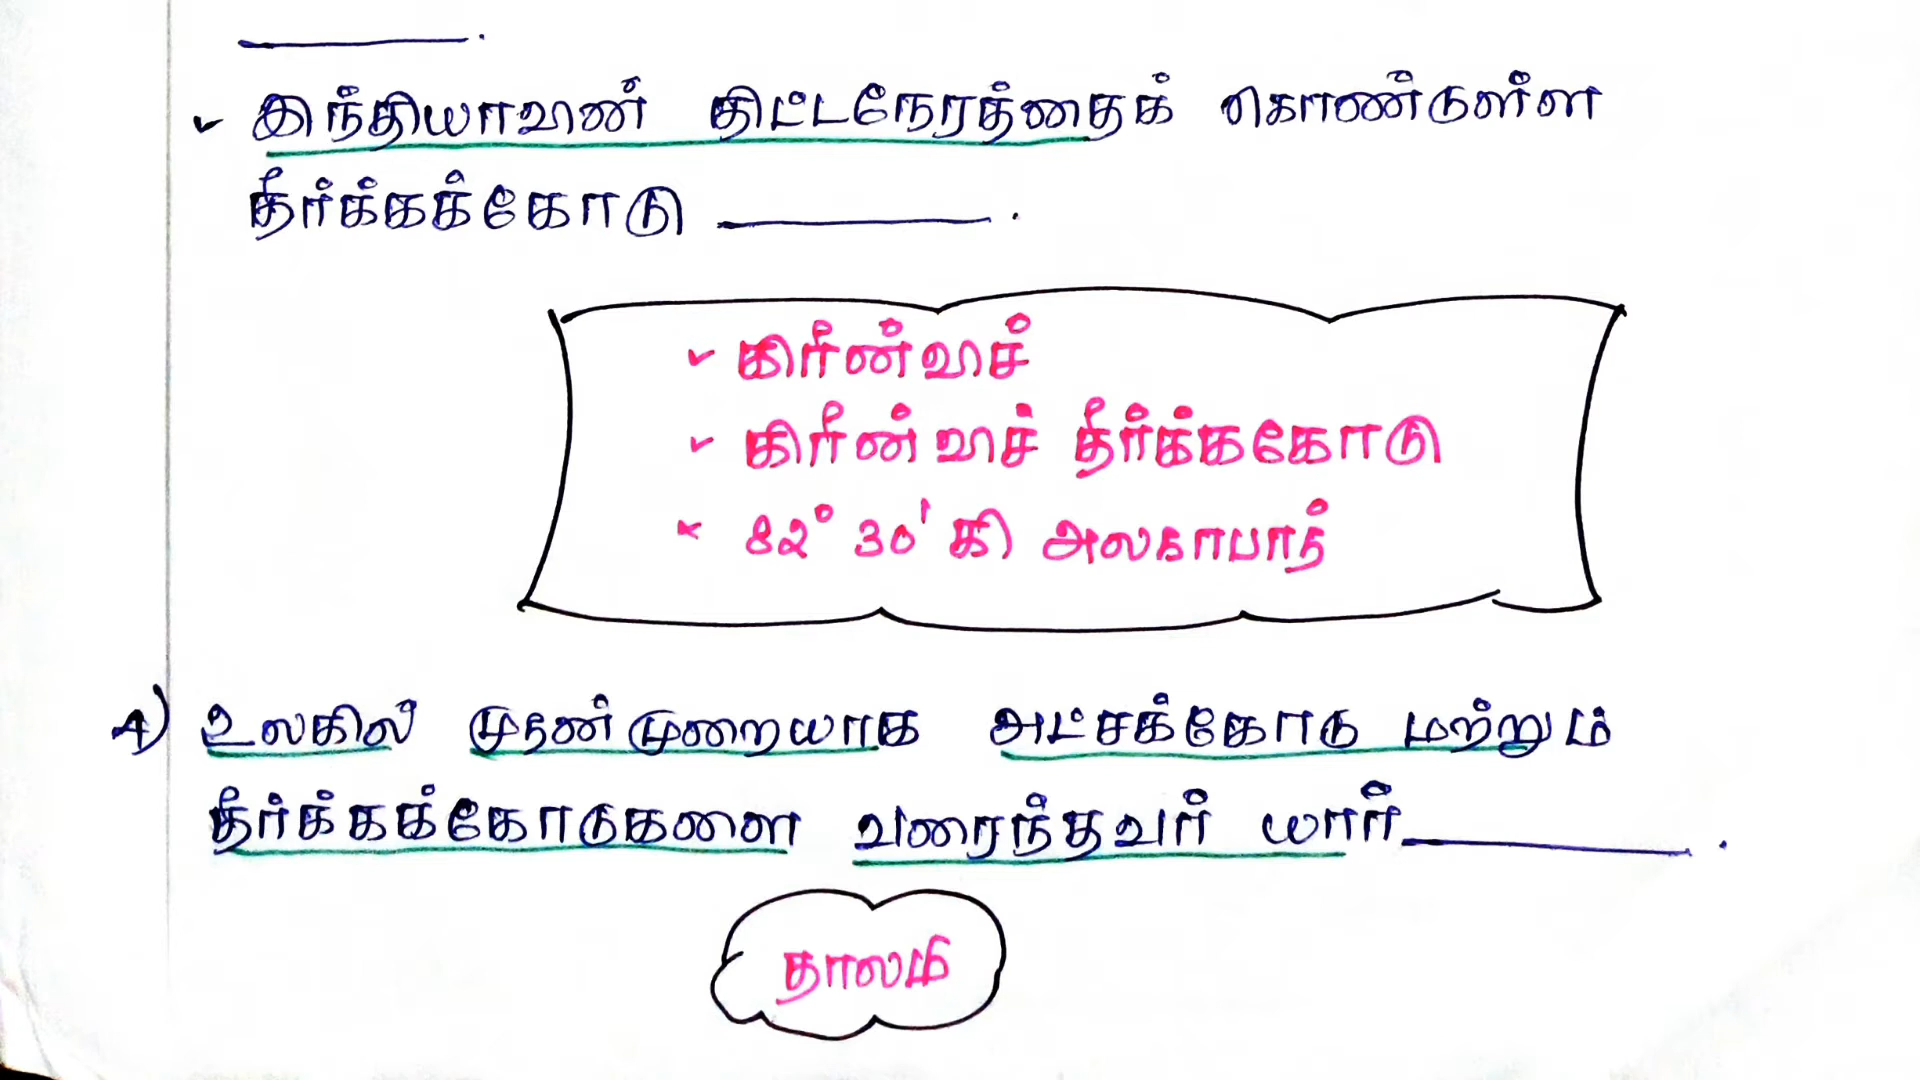 இந்தியாவின் திட்டநேரத்தைக் கொண்டுள்ள
தீர்க்கக்கோடு ________.
கிரீன்விச்
கிரீன்விச் தீர்க்ககோடு
82° 30' கி அலகாபாத்
4) உலகில் முதன்முறையாக அட்சக்கோடு மற்றும்
தீர்க்கக்கோடுகளை வரைந்தவர் யார் ________.
தாலமி